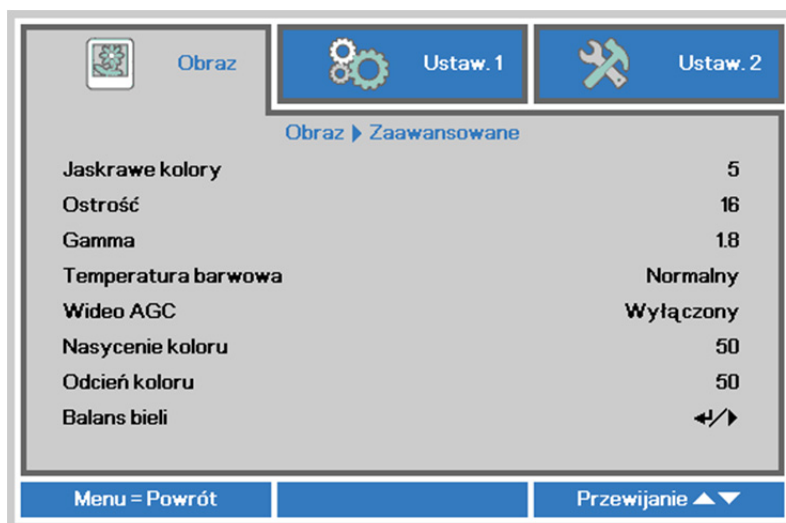 Obraz
Ustaw. 1
Ustaw. 2
Obraz ▶ Zaawansowane
Jaskrawe kolory 5
Ostrość 16
Gamma 1.8
Temperatura barwowa Normalny
Wideo AGC Wyłączony
Nasycenie koloru 50
Odcień koloru 50
Balans bieli ↵/▶
Menu = Powrót
Przewijanie ▲▼